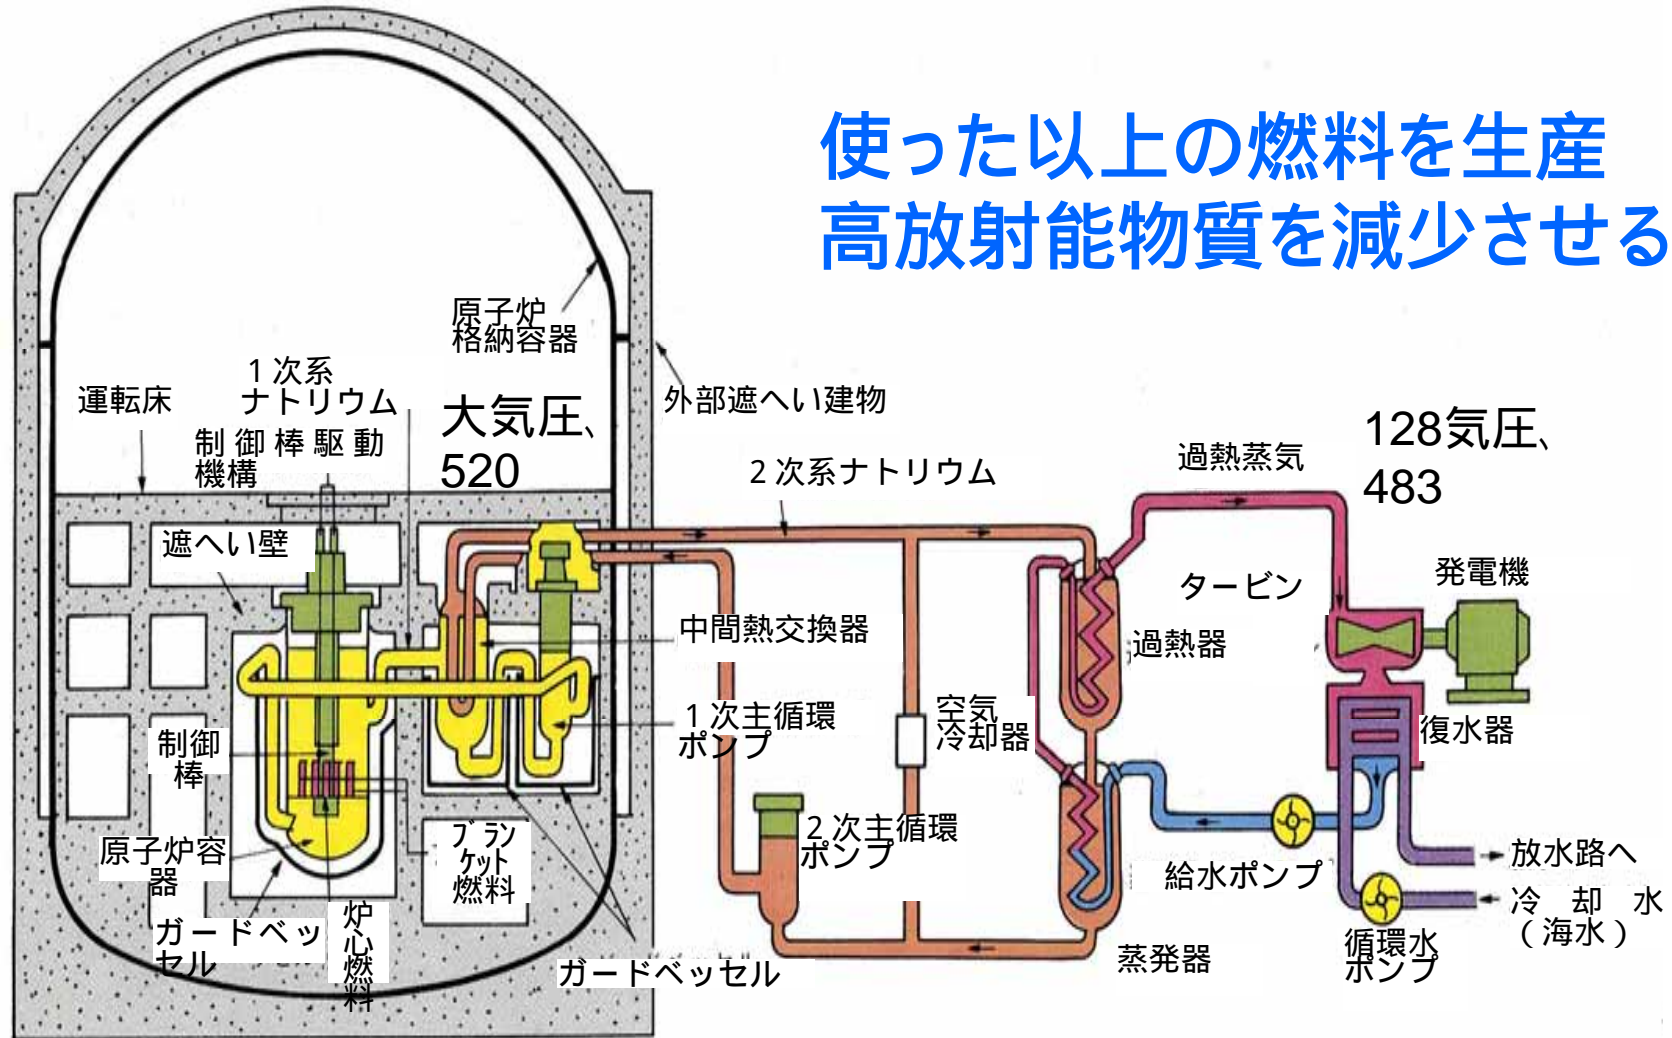 使った以上の燃料を生産
高放射能物質を減少させる
原子炉
格納容器
1次系
ナトリウム
運転床
大気圧、
520
外部遮へい建物
128気圧、
483
制御棒駆動
機構
2次系ナトリウム
過熱蒸気
遮へい壁
タービン
発電機
中間熱交換器
過熱器
1次主循環
ポンプ
空気
冷却器
復水器
制御
棒
2次主循環
ポンプ
ブラン
ケット
燃料
原子炉容
器
給水ポンプ
放水路へ
冷却水
(海水)
ガードベッ
セル
炉
心
燃
料
ガードベッセル
蒸発器
循環水
ポンプ